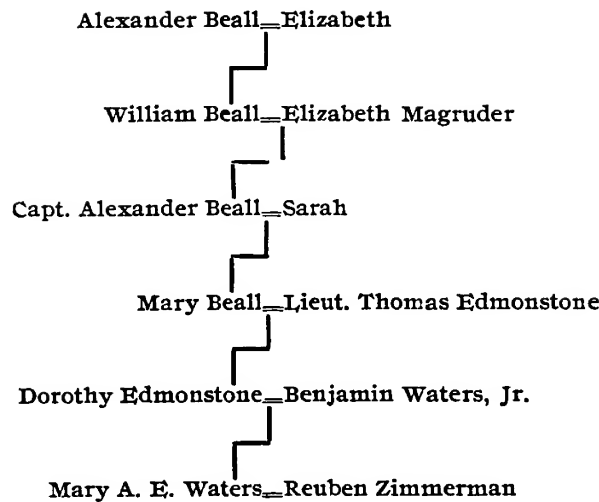 Alexander Beall=Elizabeth
William Beall=Elizabeth Magruder
Capt. Alexander Beall=Sarah
Mary Beall=Lieut. Thomas Edmonstone
Dorothy Edmonstone=Benjamin Waters, Jr.
Mary A. E. Waters=Reuben Zimmerman